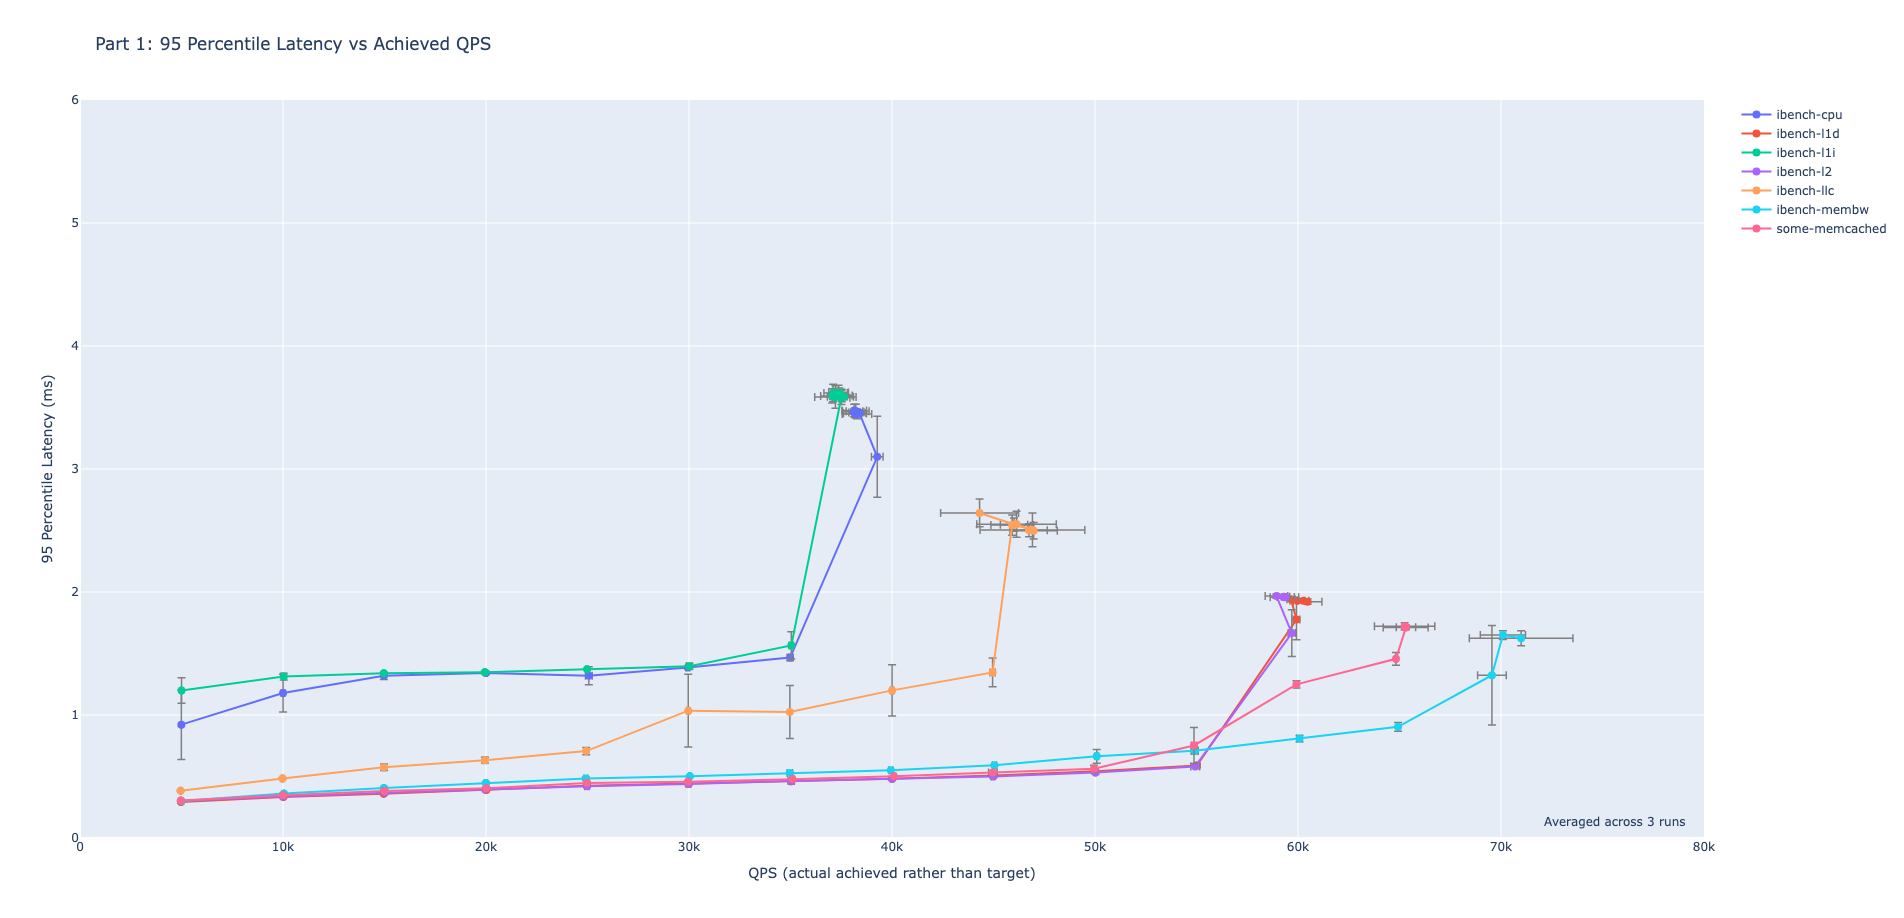 Part 1: 95 Percentile Latency vs Achieved QPS
6
5
4
3
2
1
0
95 Percentile Latency (ms)
0
10k
20k
30k
40k
50k
60k
70k
80k
QPS (actual achieved rather than target)
Averaged across 3 runs
ibench-cpu
ibench-l1d
ibench-l1i
ibench-l2
ibench-llc
ibench-membw
some-memcached